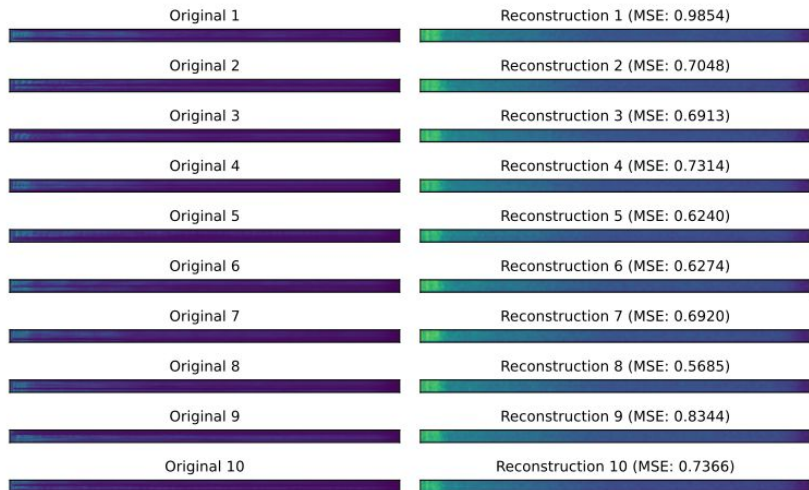 Original 1
Reconstruction 1 (MSE: 0.9854)
Original 2
Reconstruction 2 (MSE: 0.7048)
Original 3
Reconstruction 3 (MSE: 0.6913)
Original 4
Reconstruction 4 (MSE: 0.7314)
Original 5
Reconstruction 5 (MSE: 0.6240)
Original 6
Reconstruction 6 (MSE: 0.6274)
Original 7
Reconstruction 7 (MSE: 0.6920)
Original 8
Reconstruction 8 (MSE: 0.5685)
Original 9
Reconstruction 9 (MSE: 0.8344)
Original 10
Reconstruction 10 (MSE: 0.7366)